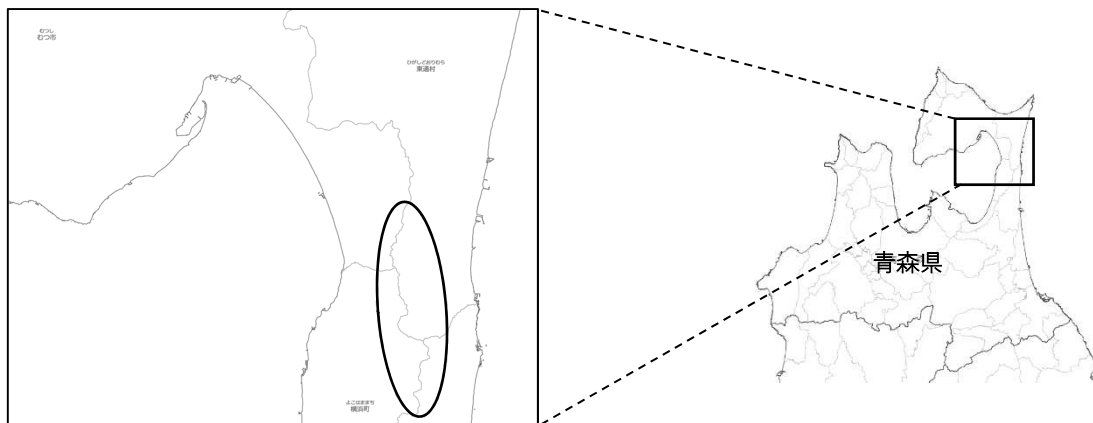 むつし
むつ市
ひがしどおりむら
東通村
よこはままち
横浜町
青森県